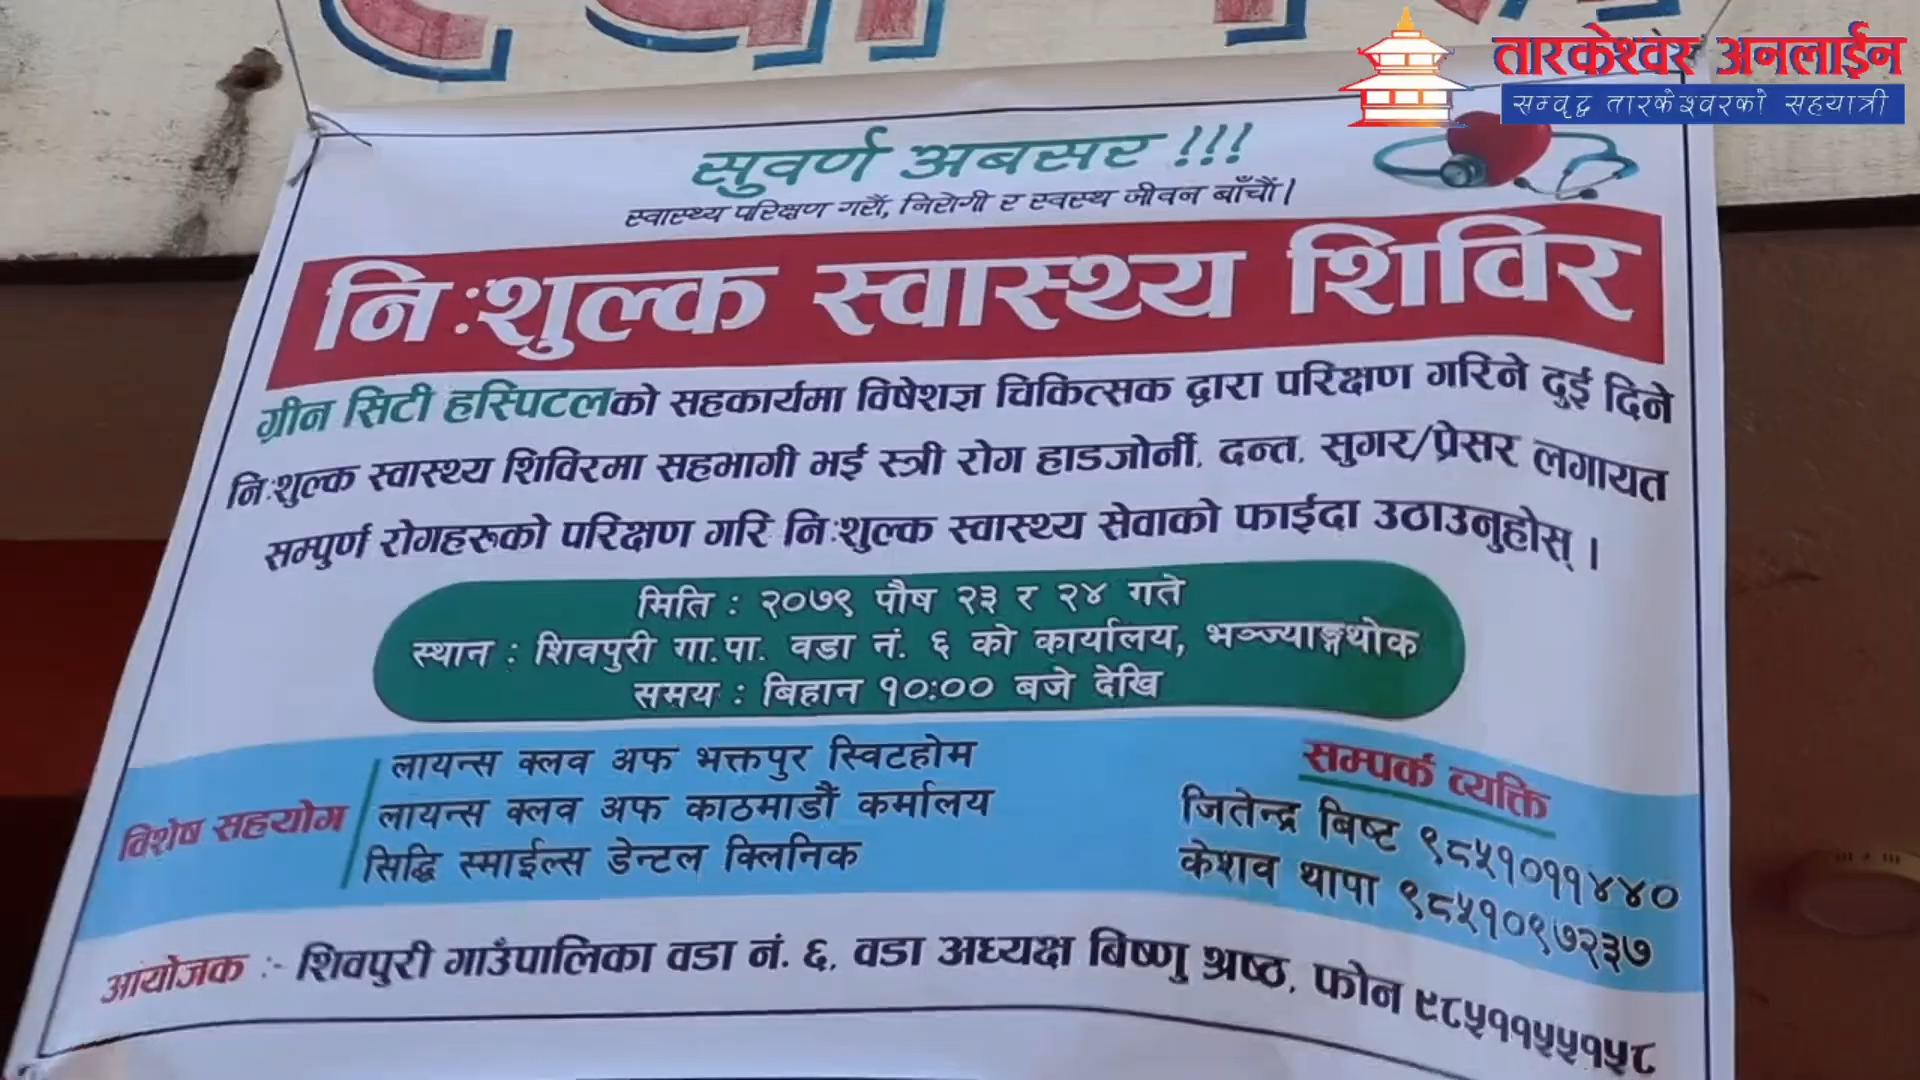 तारकेश्वर अनलाईन
सम्वृद्व तारकेश्वरको सहयात्री
सुवर्ण अबसर !!!
स्वास्थ्य परिक्षण गरौं, निरोगी र स्वस्थ जीवन बाँचौं।
निःशुल्क स्वास्थ्य शिविर
ग्रीन सिटी हस्पिटलको सहकार्यमा विषेशज्ञ चिकित्सक द्वारा परिक्षण गरिने दुई दिने
निःशुल्क स्वास्थ्य शिविरमा सहभागी भई स्त्री रोग हाडजोर्नी, दन्त, सुगर/प्रेसर लगायत
सम्पुर्ण रोगहरूको परिक्षण गरि निःशुल्क स्वास्थ्य सेवाको फाईदा उठाउनुहोस् ।
मिति : २०७९ पौष २३ र २४ गते
स्थान : शिवपुरी गा.पा. वडा नं. ६ को कार्यालय, भञ्ज्याङ्गथोक
समय : बिहान १०:०० बजे देखि
विशेष सहयोग
लायन्स क्लव अफ भक्तपुर स्विटहोम
लायन्स क्लव अफ काठमाडौं कर्मालय
सिद्धि स्माईल्स डेन्टल क्लिनिक
सम्पर्क व्यक्ति
जितेन्द्र बिष्ट ९८५१०११४४०
केशव थापा ९८५१०९७२३७
आयोजक :- शिवपुरी गाउँपालिका वडा नं. ६, वडा अध्यक्ष बिष्णु श्रष्ठ, फोन ९८५११५५१५८